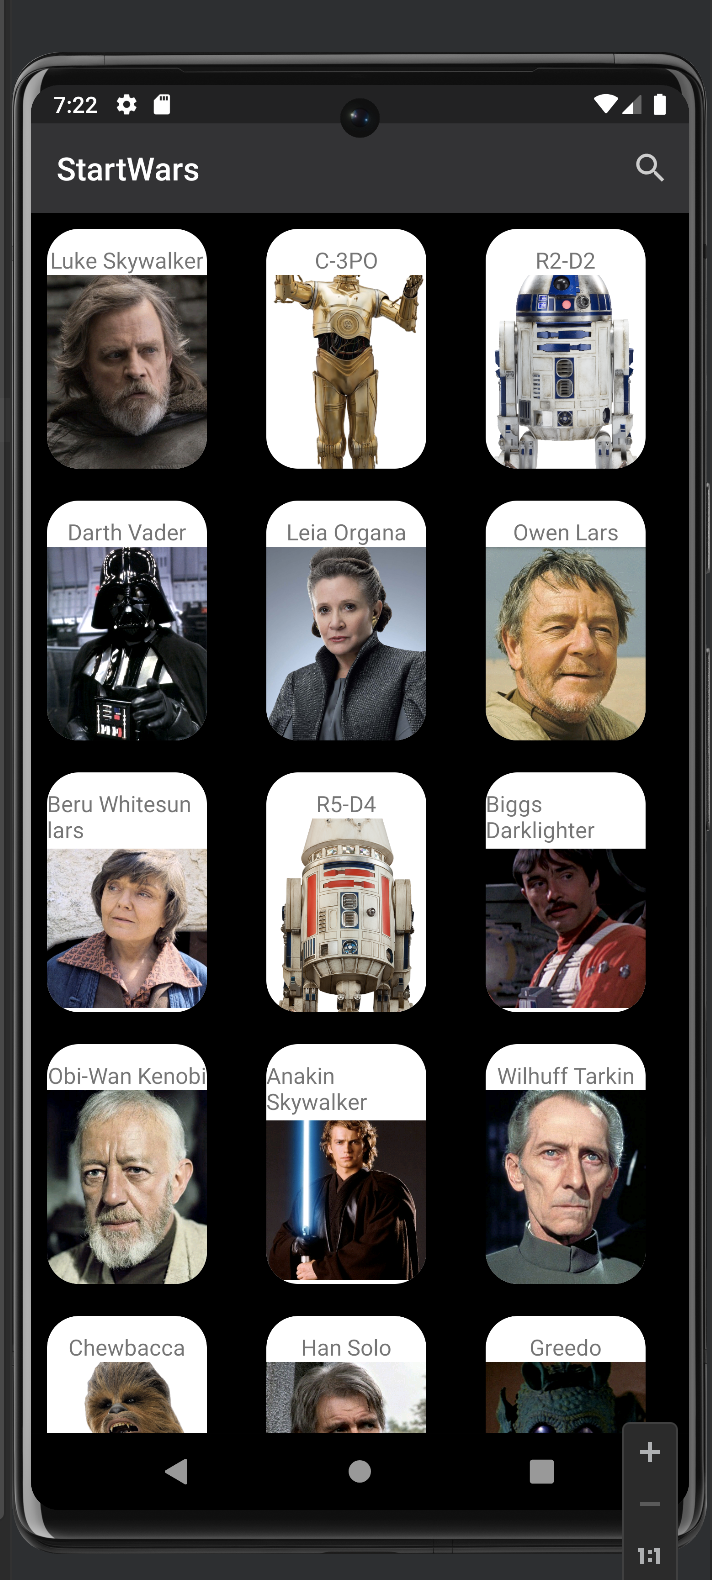 7:22
StartWars
Luke Skywalker
C-3PO
R2-D2
Darth Vader
Leia Organa
Owen Lars
Beru Whitesun
lars
R5-D4
Biggs
Darklighter
Obi-Wan Kenobi
Anakin
Skywalker
Wilhuff Tarkin
Chewbacca
Han Solo
Greedo
1:1